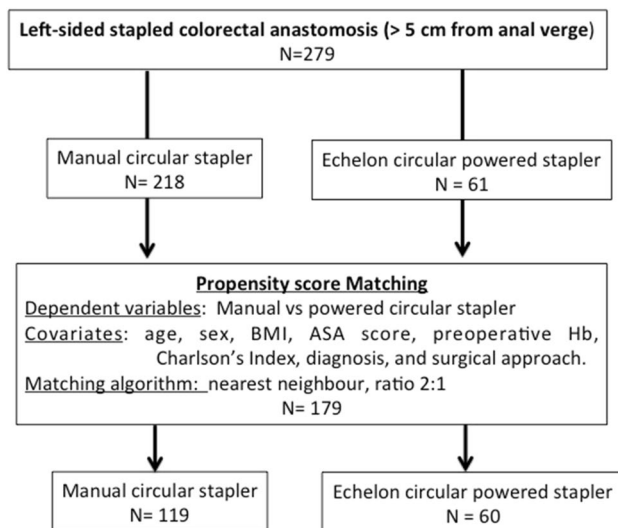 Left-sided stapled colorectal anastomosis (> 5 cm from anal verge)
N=279
Manual circular stapler
N= 218
Echelon circular powered stapler
N = 61
Propensity score Matching
Dependent variables: Manual vs powered circular stapler
Covariates: age, sex, BMI, ASA score, preoperative Hb,
Charlson's Index, diagnosis, and surgical approach.
Matching algorithm: nearest neighbour, ratio 2:1
N= 179
Manual circular stapler
N= 119
Echelon circular powered stapler
N = 60